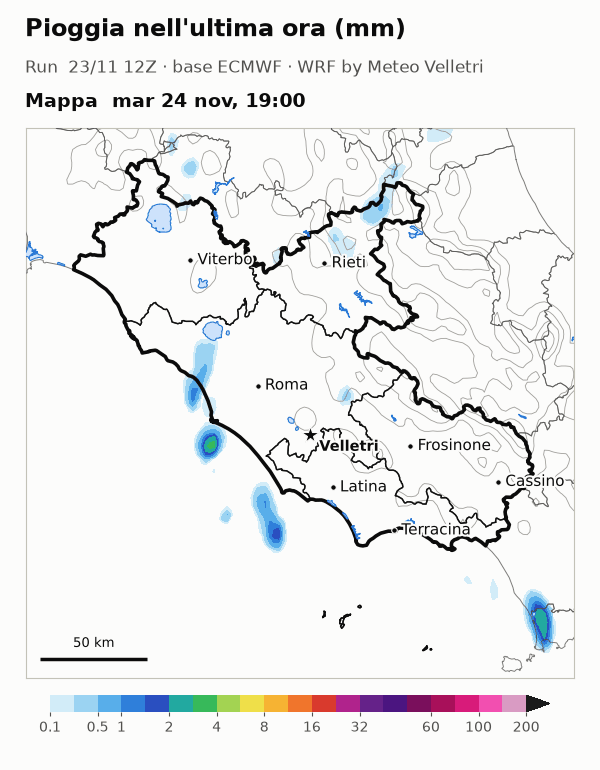 Pioggia nell'ultima ora (mm)
Run 23/11 12Z · base ECMWF · WRF by Meteo Velletri
Mappa mar 24 nov, 19:00
Viterbo
Rieti
Roma
Velletri
Frosinone
Latina
Cassino
Terracina
50 km
0.1 0.5 1 2 4 8 16 32 60 100 200